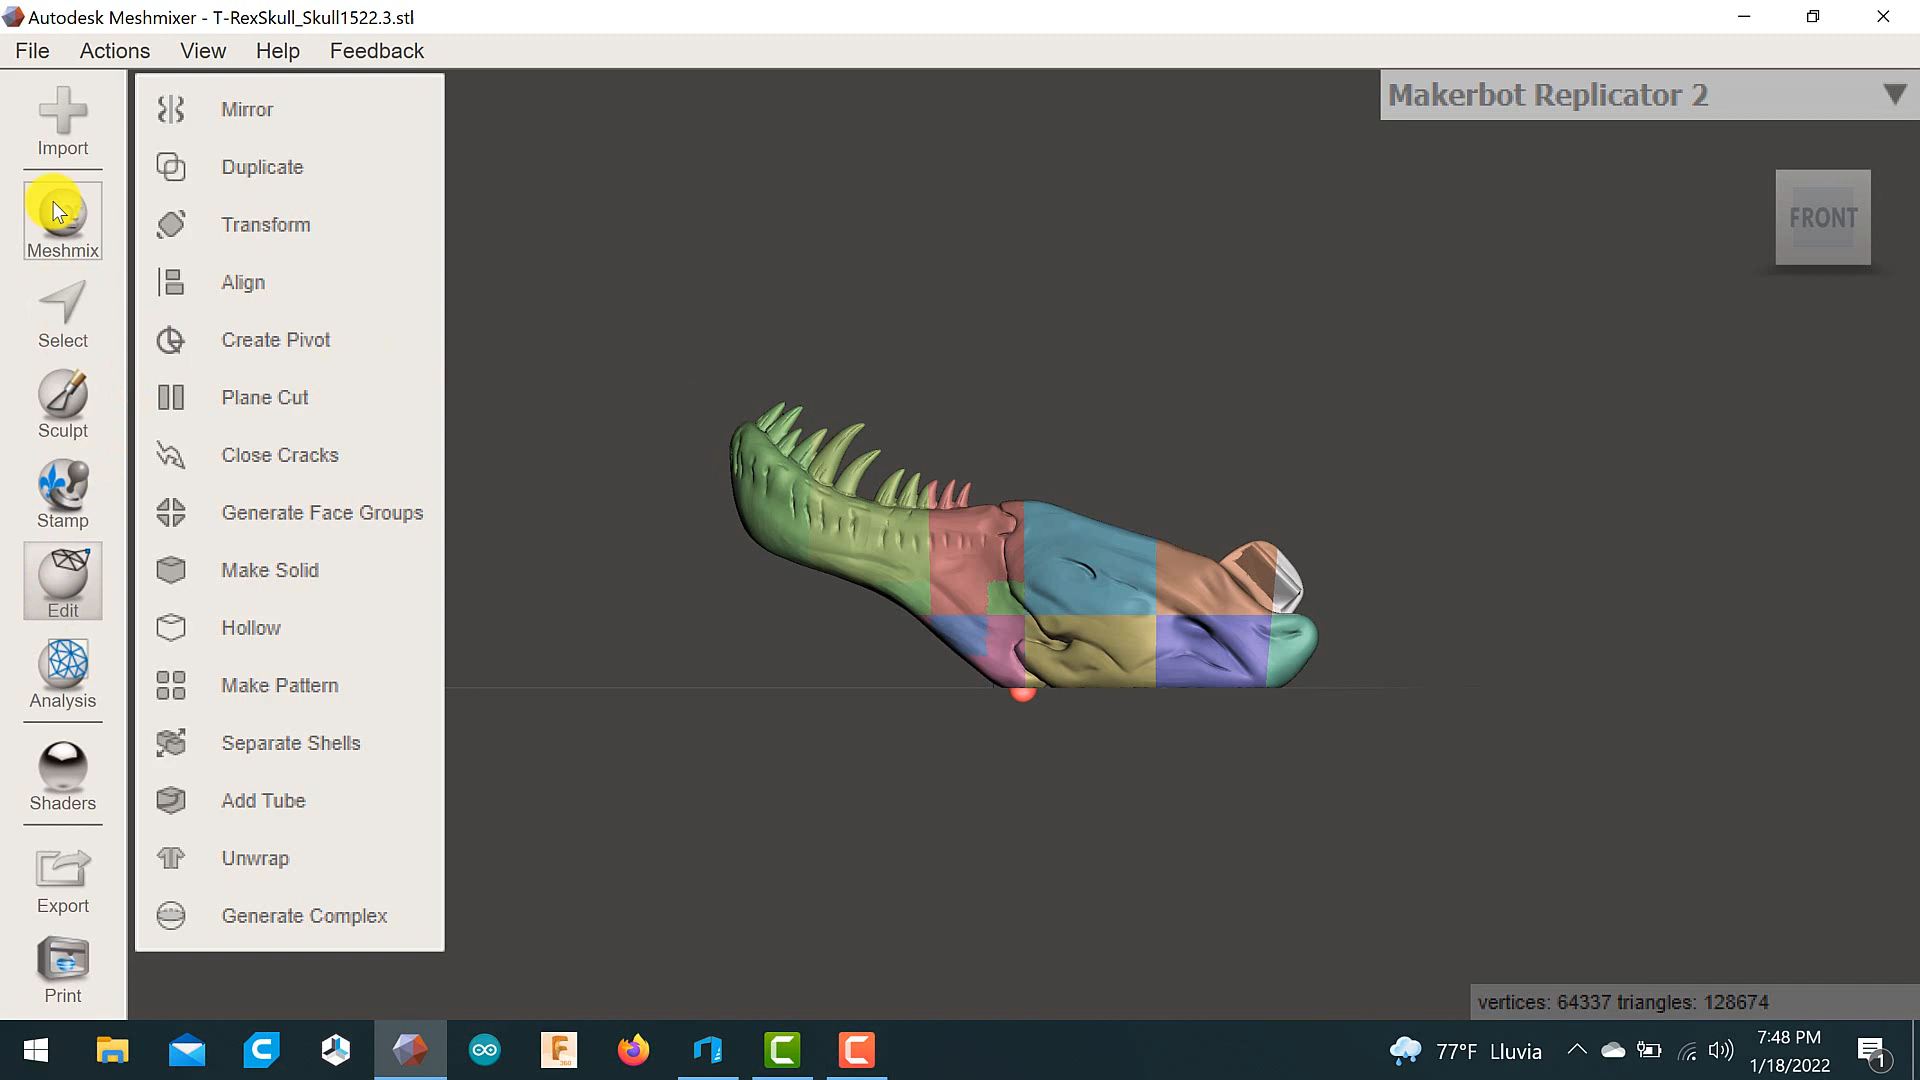 Autodesk Meshmixer - T-RexSkull_Skull1522.3.stl
File Actions View Help Feedback
Import
Meshmix
Select
Sculpt
Stamp
Edit
Analysis
Shaders
Export
Print
Mirror
Duplicate
Transform
Align
Create Pivot
Plane Cut
Close Cracks
Generate Face Groups
Make Solid
Hollow
Make Pattern
Separate Shells
Add Tube
Unwrap
Generate Complex
Makerbot Replicator 2
FRONT
vertices: 64337 triangles: 128674
F
360
77°F Lluvia
7:48 PM
1/18/2022
1